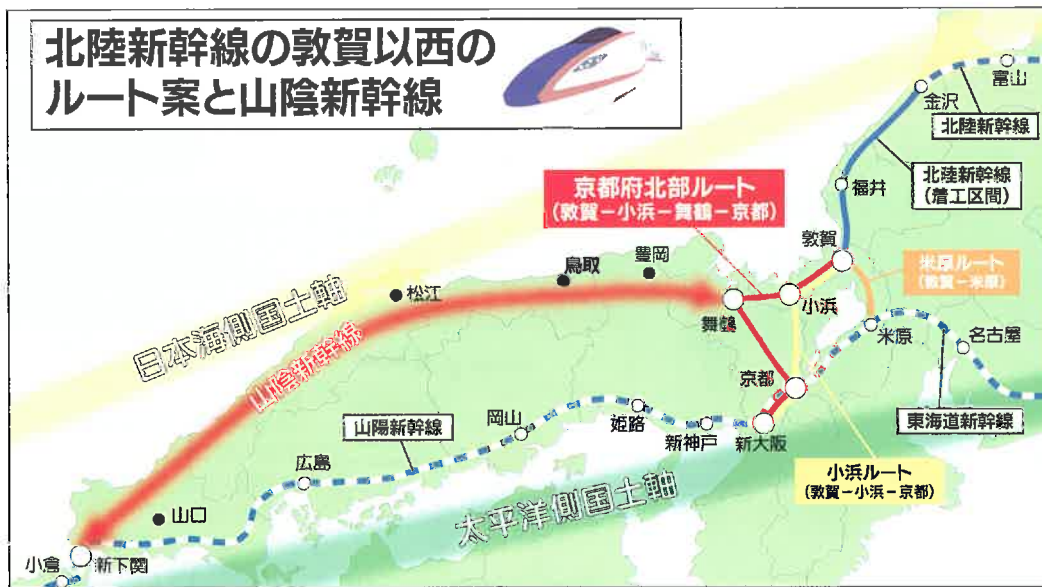 北陸新幹線の敦賀以西の
ルート案と山陰新幹線
富山
金沢
北陸新幹線
北陸新幹線
(着工区間)
福井
京都府北部ルート
(敦賀−小浜−舞鶴−京都)
敦賀
米原ルート
(敦賀−米原)
豊岡
鳥取
松江
小浜
舞鶴
米原
名古屋
日本海側国土軸
山陰新幹線
京都
東海道新幹線
山陽新幹線
岡山
姫路
新神戸
新大阪
広島
小浜ルート
(敦賀−小浜−京都)
太平洋側国土軸
山口
小倉
新下関